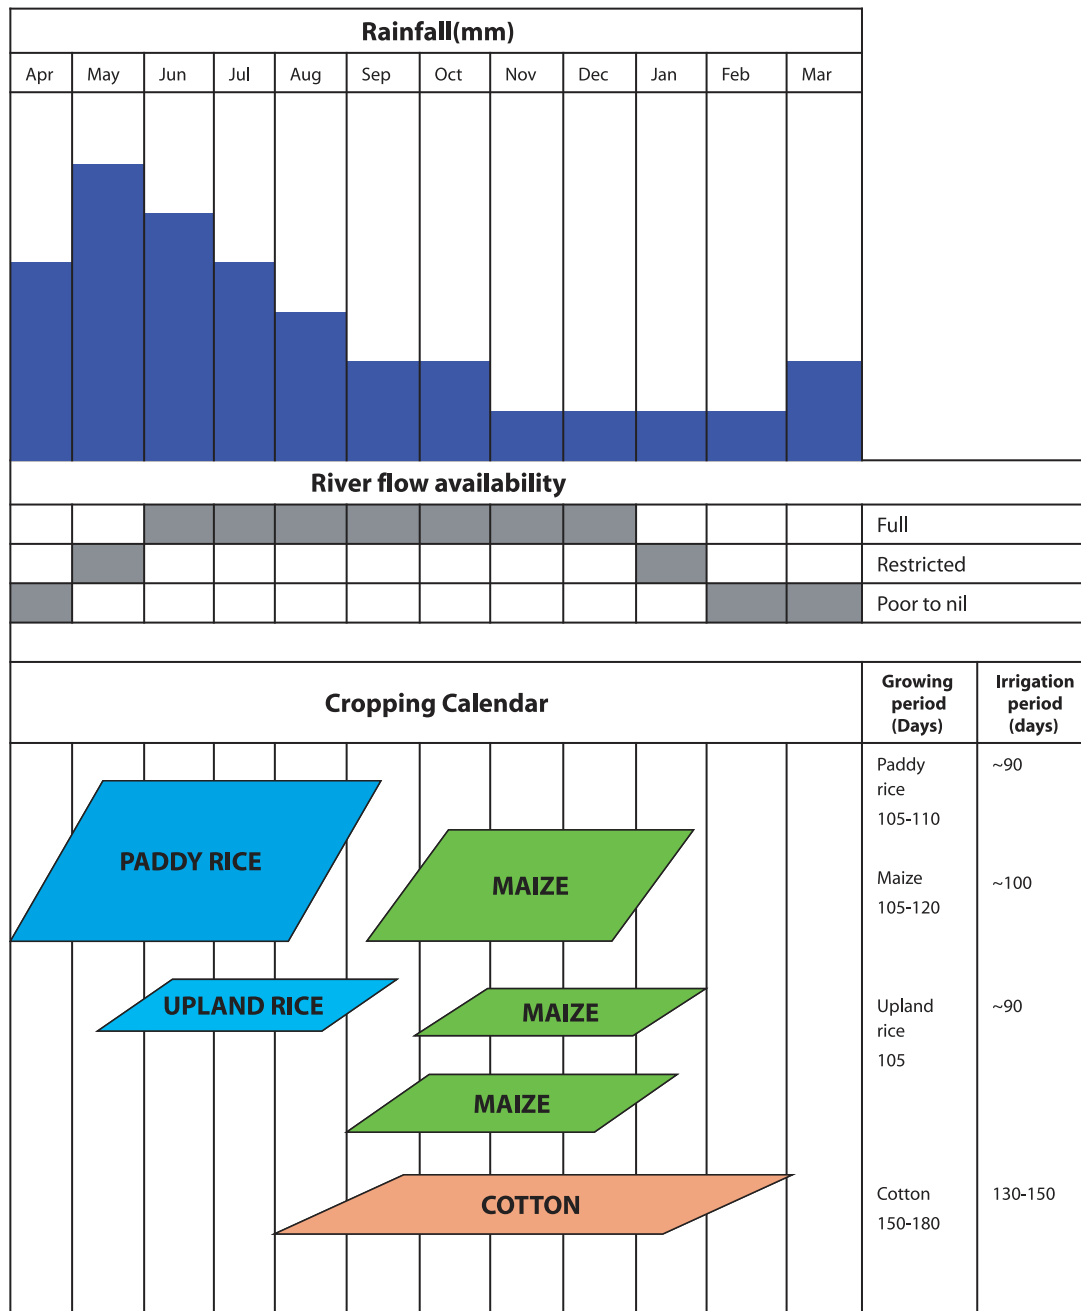 Rainfall(mm)
Apr May Jun Jul Aug Sep Oct Nov Dec Jan Feb Mar
River flow availability
Full
Restricted
Poor to nil
Cropping Calendar
Growing
period
(Days)
Irrigation
period
(days)
Paddy
rice
105-110
~90
PADDY RICE
MAIZE
Maize
105-120
~100
UPLAND RICE
MAIZE
Upland
rice
105
~90
MAIZE
COTTON
Cotton
150-180
130-150